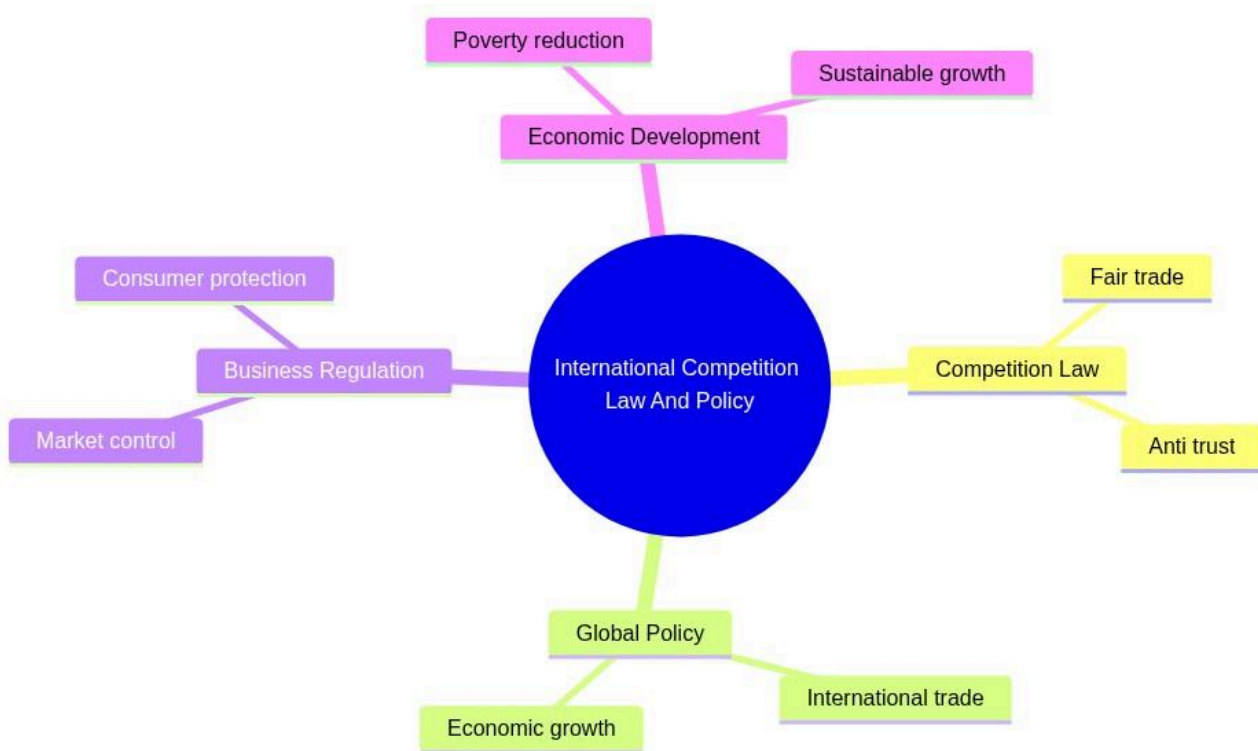 Poverty reduction
Sustainable growth
Economic Development
Consumer protection
Fair trade
Business Regulation
International Competition
Law And Policy
Competition Law
Market control
Anti trust
Global Policy
International trade
Economic growth